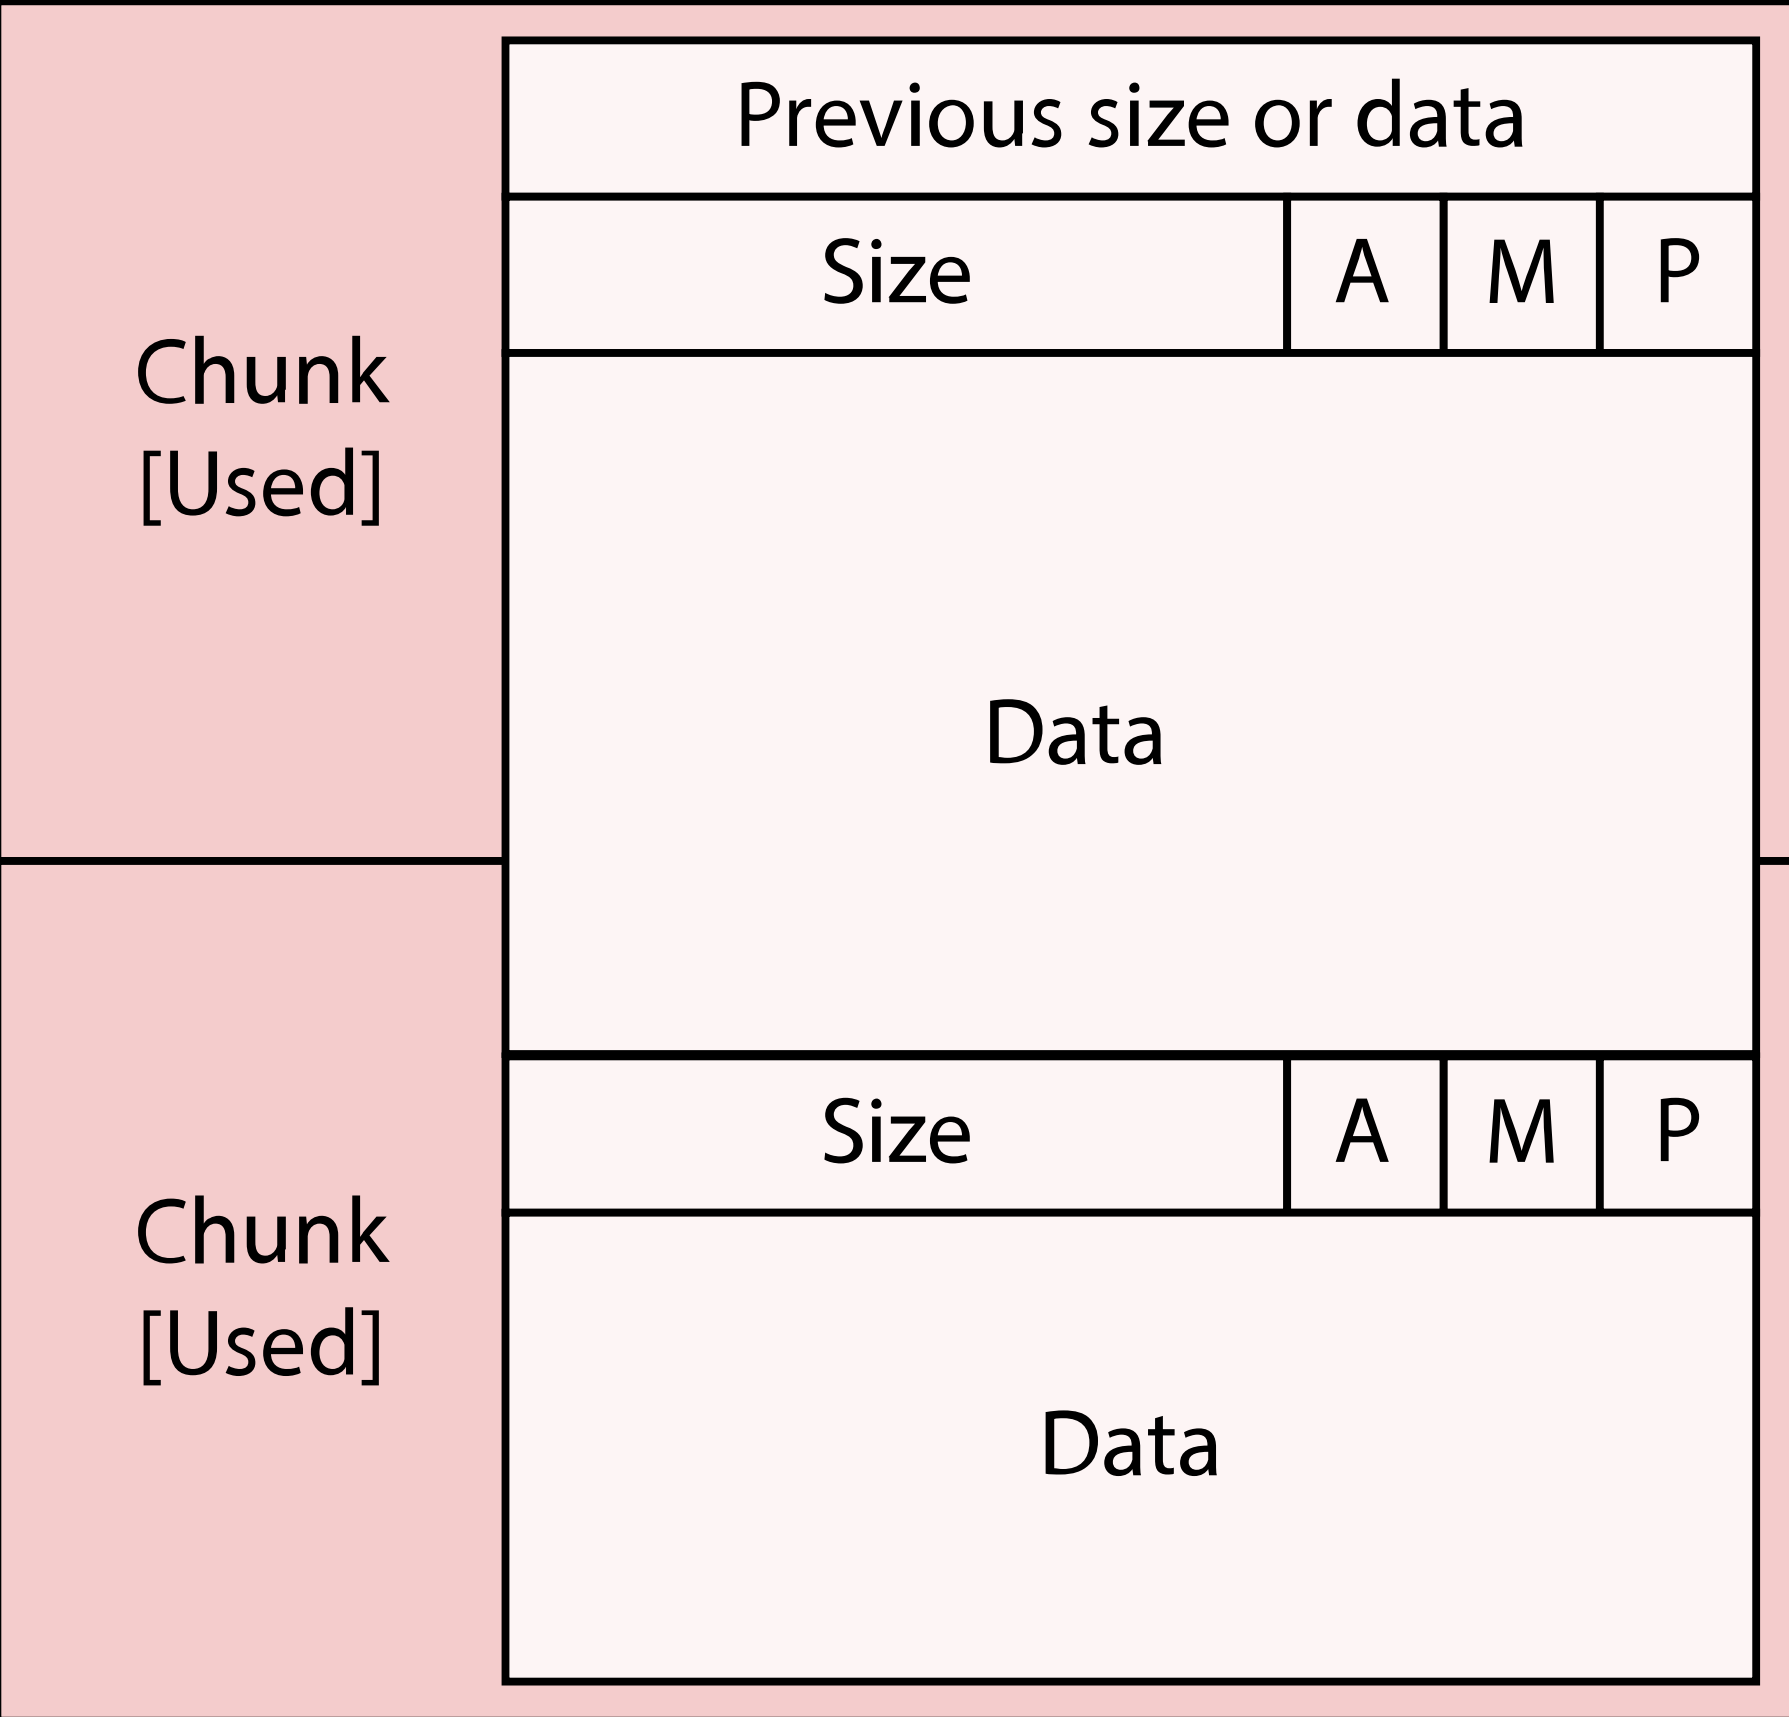 Previous size or data
Size A M P
Chunk
[Used]
Data
Size A M P
Chunk
[Used]
Data